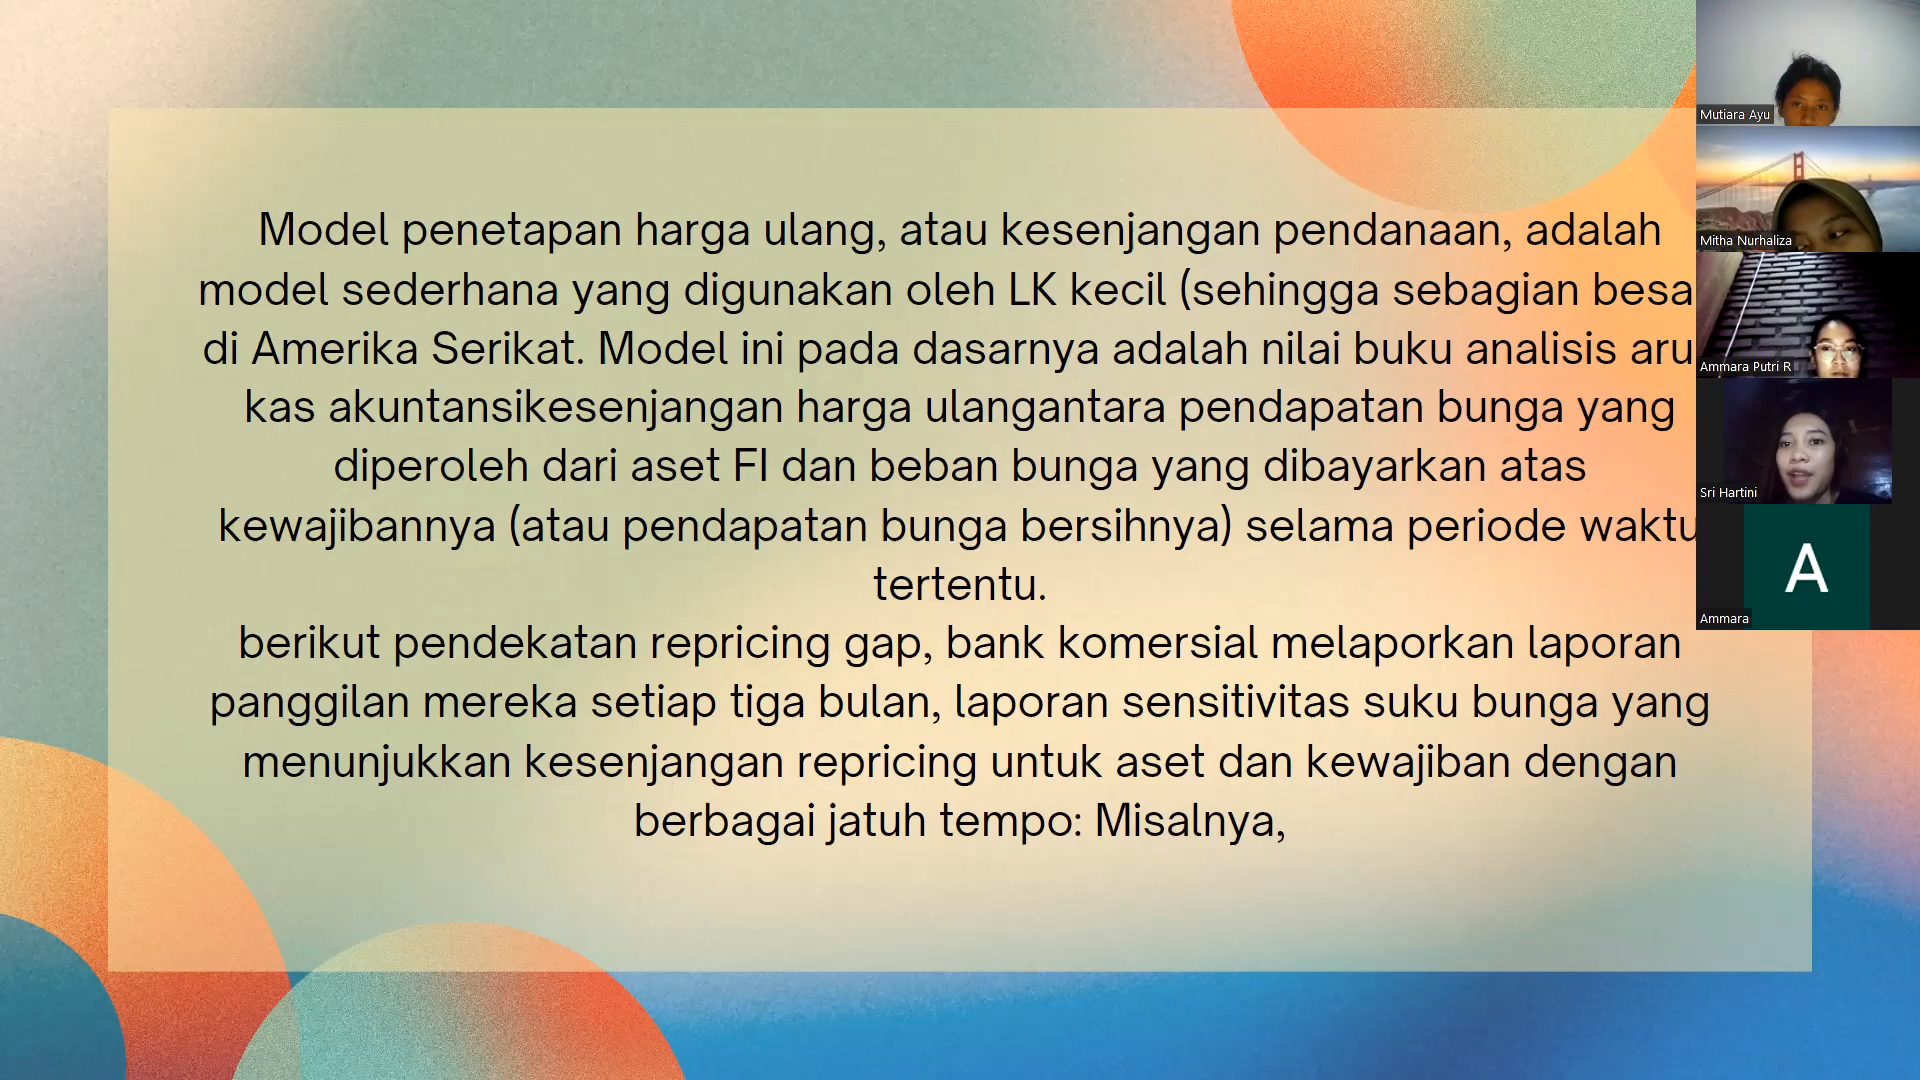 Model penetapan harga ulang, atau kesenjangan pendanaan, adalah
model sederhana yang digunakan oleh LK kecil (sehingga sebagian besa
di Amerika Serikat. Model ini pada dasarnya adalah nilai buku analisis aru
kas akuntansikesenjangan harga ulangantara pendapatan bunga yang
diperoleh dari aset FI dan beban bunga yang dibayarkan atas
kewajibannya (atau pendapatan bunga bersihnya) selama periode waktu
tertentu.
berikut pendekatan repricing gap, bank komersial melaporkan laporan
panggilan mereka setiap tiga bulan, laporan sensitivitas suku bunga yang
menunjukkan kesenjangan repricing untuk aset dan kewajiban dengan
berbagai jatuh tempo: Misalnya,
Mutiara Ayu
Mitha Nurhaliza
Ammara Putri R
Sri Hartini
A
Ammara